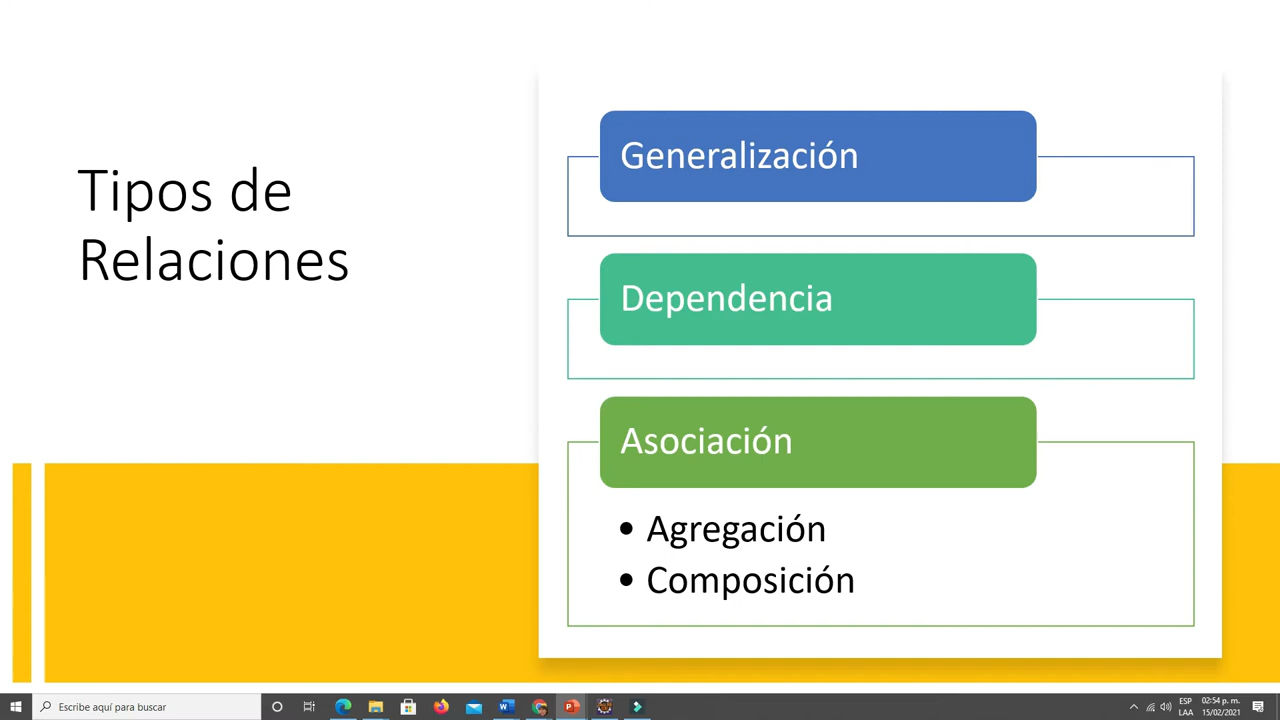 Tipos de
Relaciones
Generalización
Dependencia
Asociación
• Agregación
• Composición
Escribe aquí para buscar
ESP
LAA
02:54 p. m.
15/02/2021